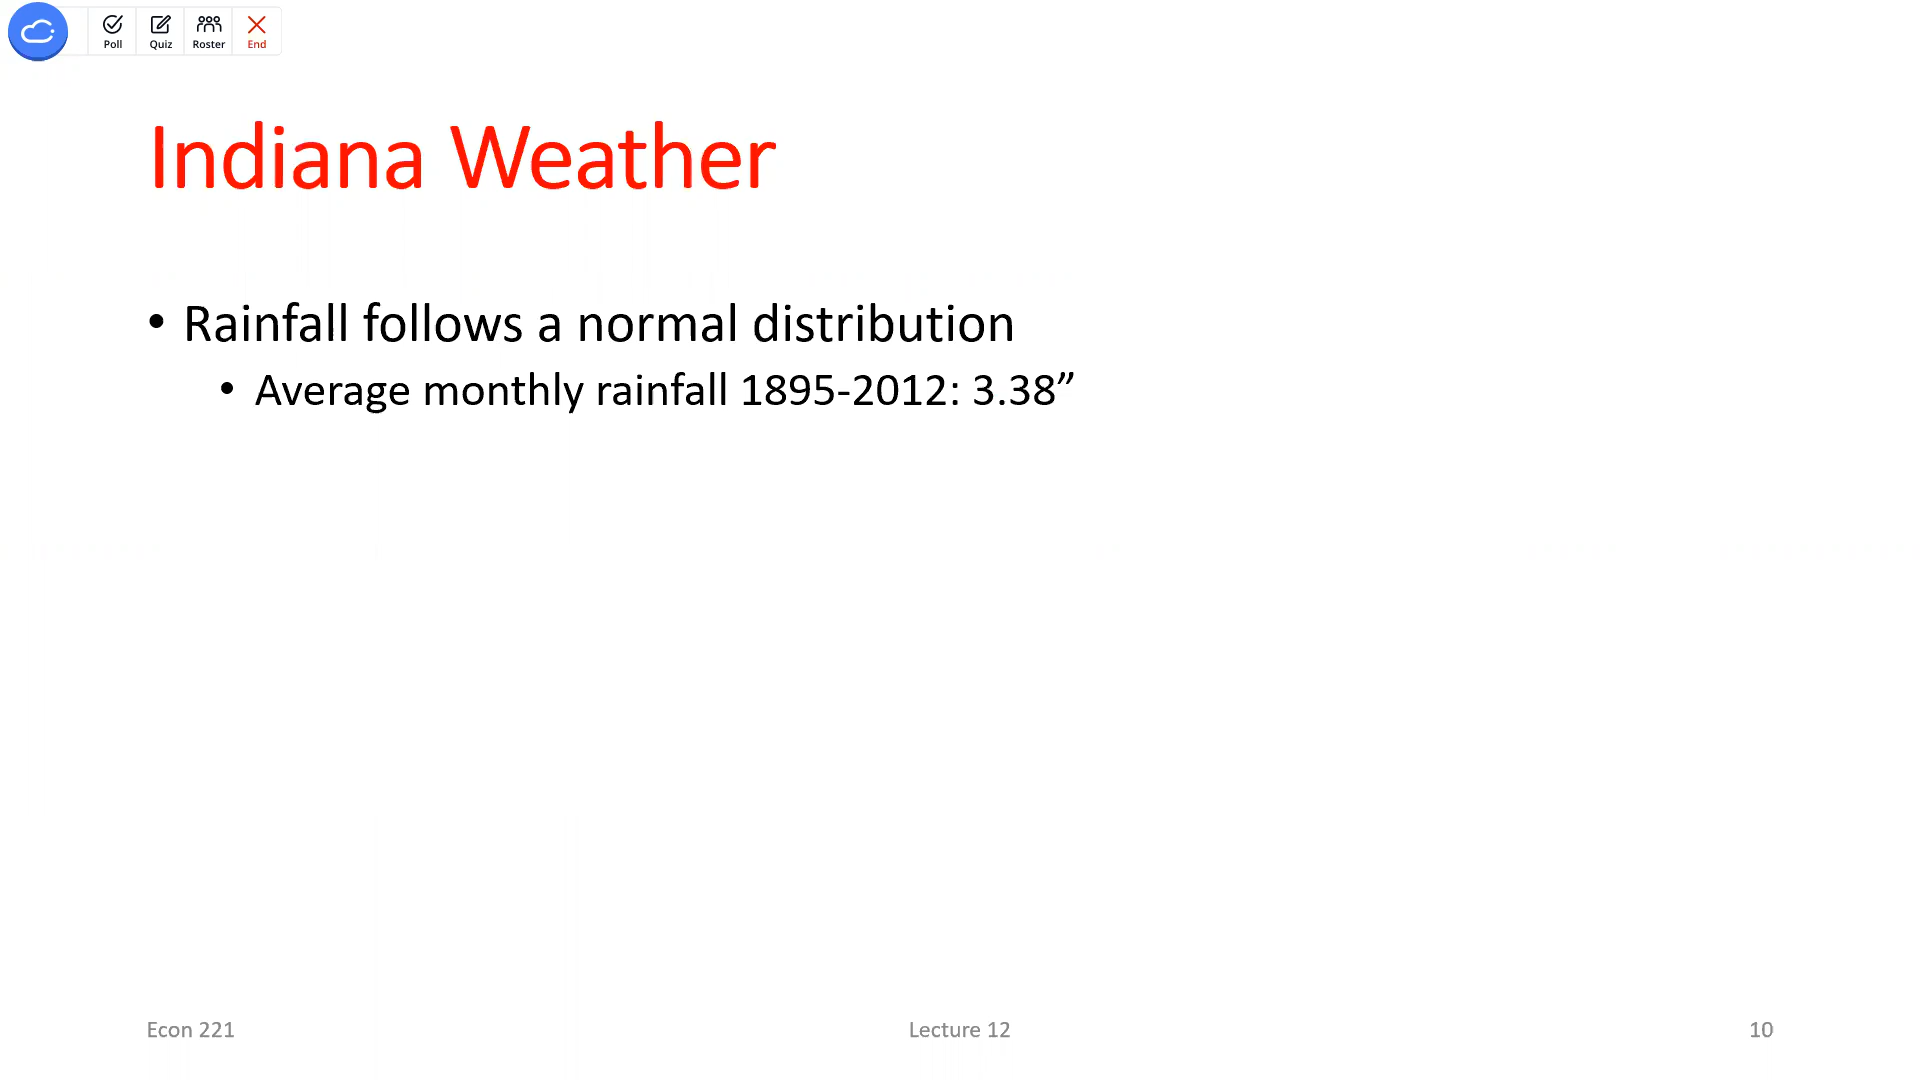 Poll Quiz Roster End
Indiana Weather
• Rainfall follows a normal distribution
• Average monthly rainfall 1895-2012: 3.38”
Econ 221 Lecture 12 10